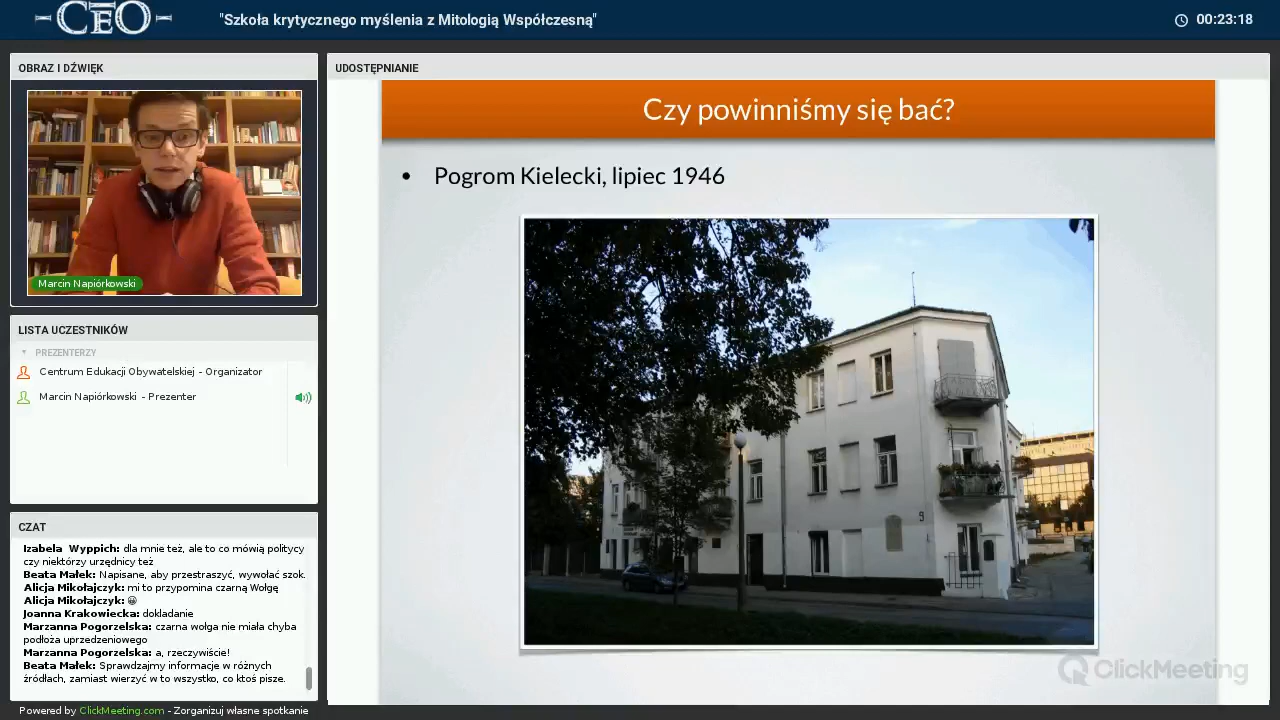 CEO
"Szkoła krytycznego myślenia z Mitologią Współczesną"
00:23:18
OBRAZ I DŹWIĘK
Marcin Napiórkowski
LISTA UCZESTNIKÓW
PREZENTERZY
Centrum Edukacji Obywatelskiej - Organizator
Marcin Napiórkowski - Prezenter
CZAT
Izabela Wyppich: dla mnie też, ale to co mówią politycy
czy niektórzy urzędnicy też
Beata Małek: Napisane, aby przestraszyć, wywołać szok.
Alicja Mikołajczyk: mi to przypomina czarną Wołgę
Alicja Mikołajczyk: 😀
Joanna Krakowiecka: dokladanie
Marzanna Pogorzelska: czarna wołga nie miała chyba
podłoża uprzedzeniowego
Marzanna Pogorzelska: a, rzeczywiście!
Beata Małek: Sprawdzajmy informacje w różnych
źródłach, zamiast wierzyć w to wszystko, co ktoś pisze.
Powered by ClickMeeting.com - Zorganizuj własne spotkanie
UDOSTĘPNIANIE
Czy powinniśmy się bać?
• Pogrom Kielecki, lipiec 1946
ClickMeeting